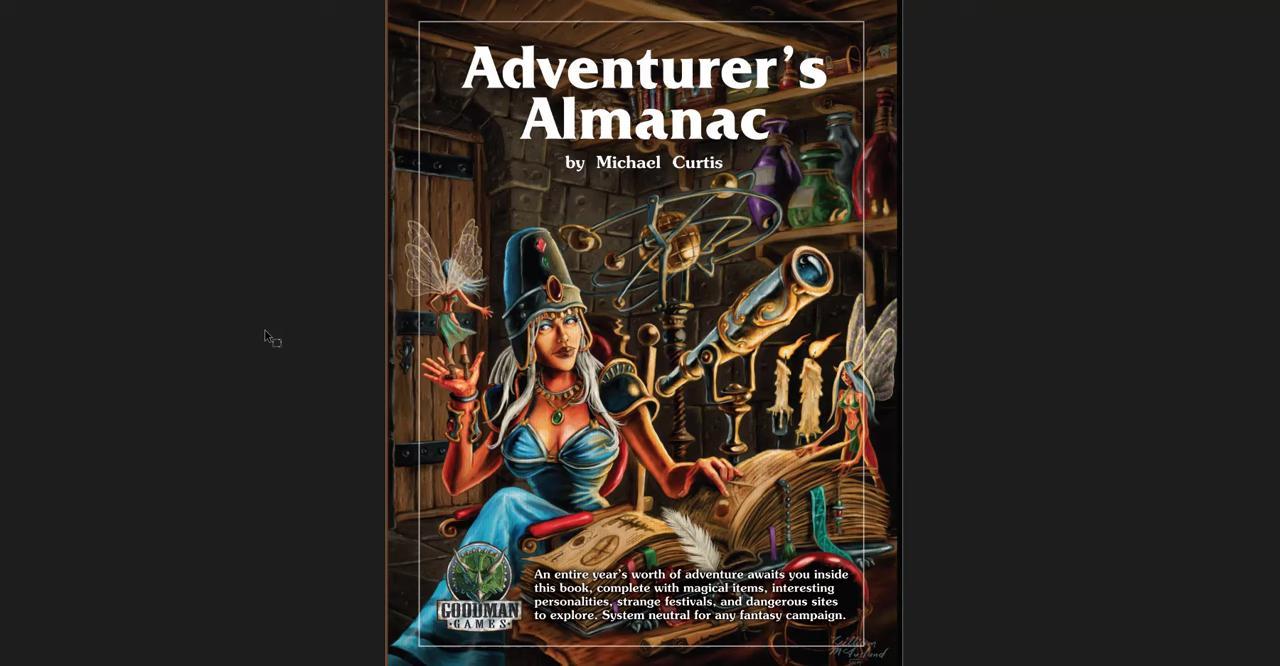 Adventurer's
Almanac
by Michael Curtis
An entire year's worth of adventure awaits you inside
this book, complete with magical items, interesting
personalities, strange festivals, and dangerous sites
to explore. System neutral for any fantasy campaign.
GOODMAN
GAMES
William